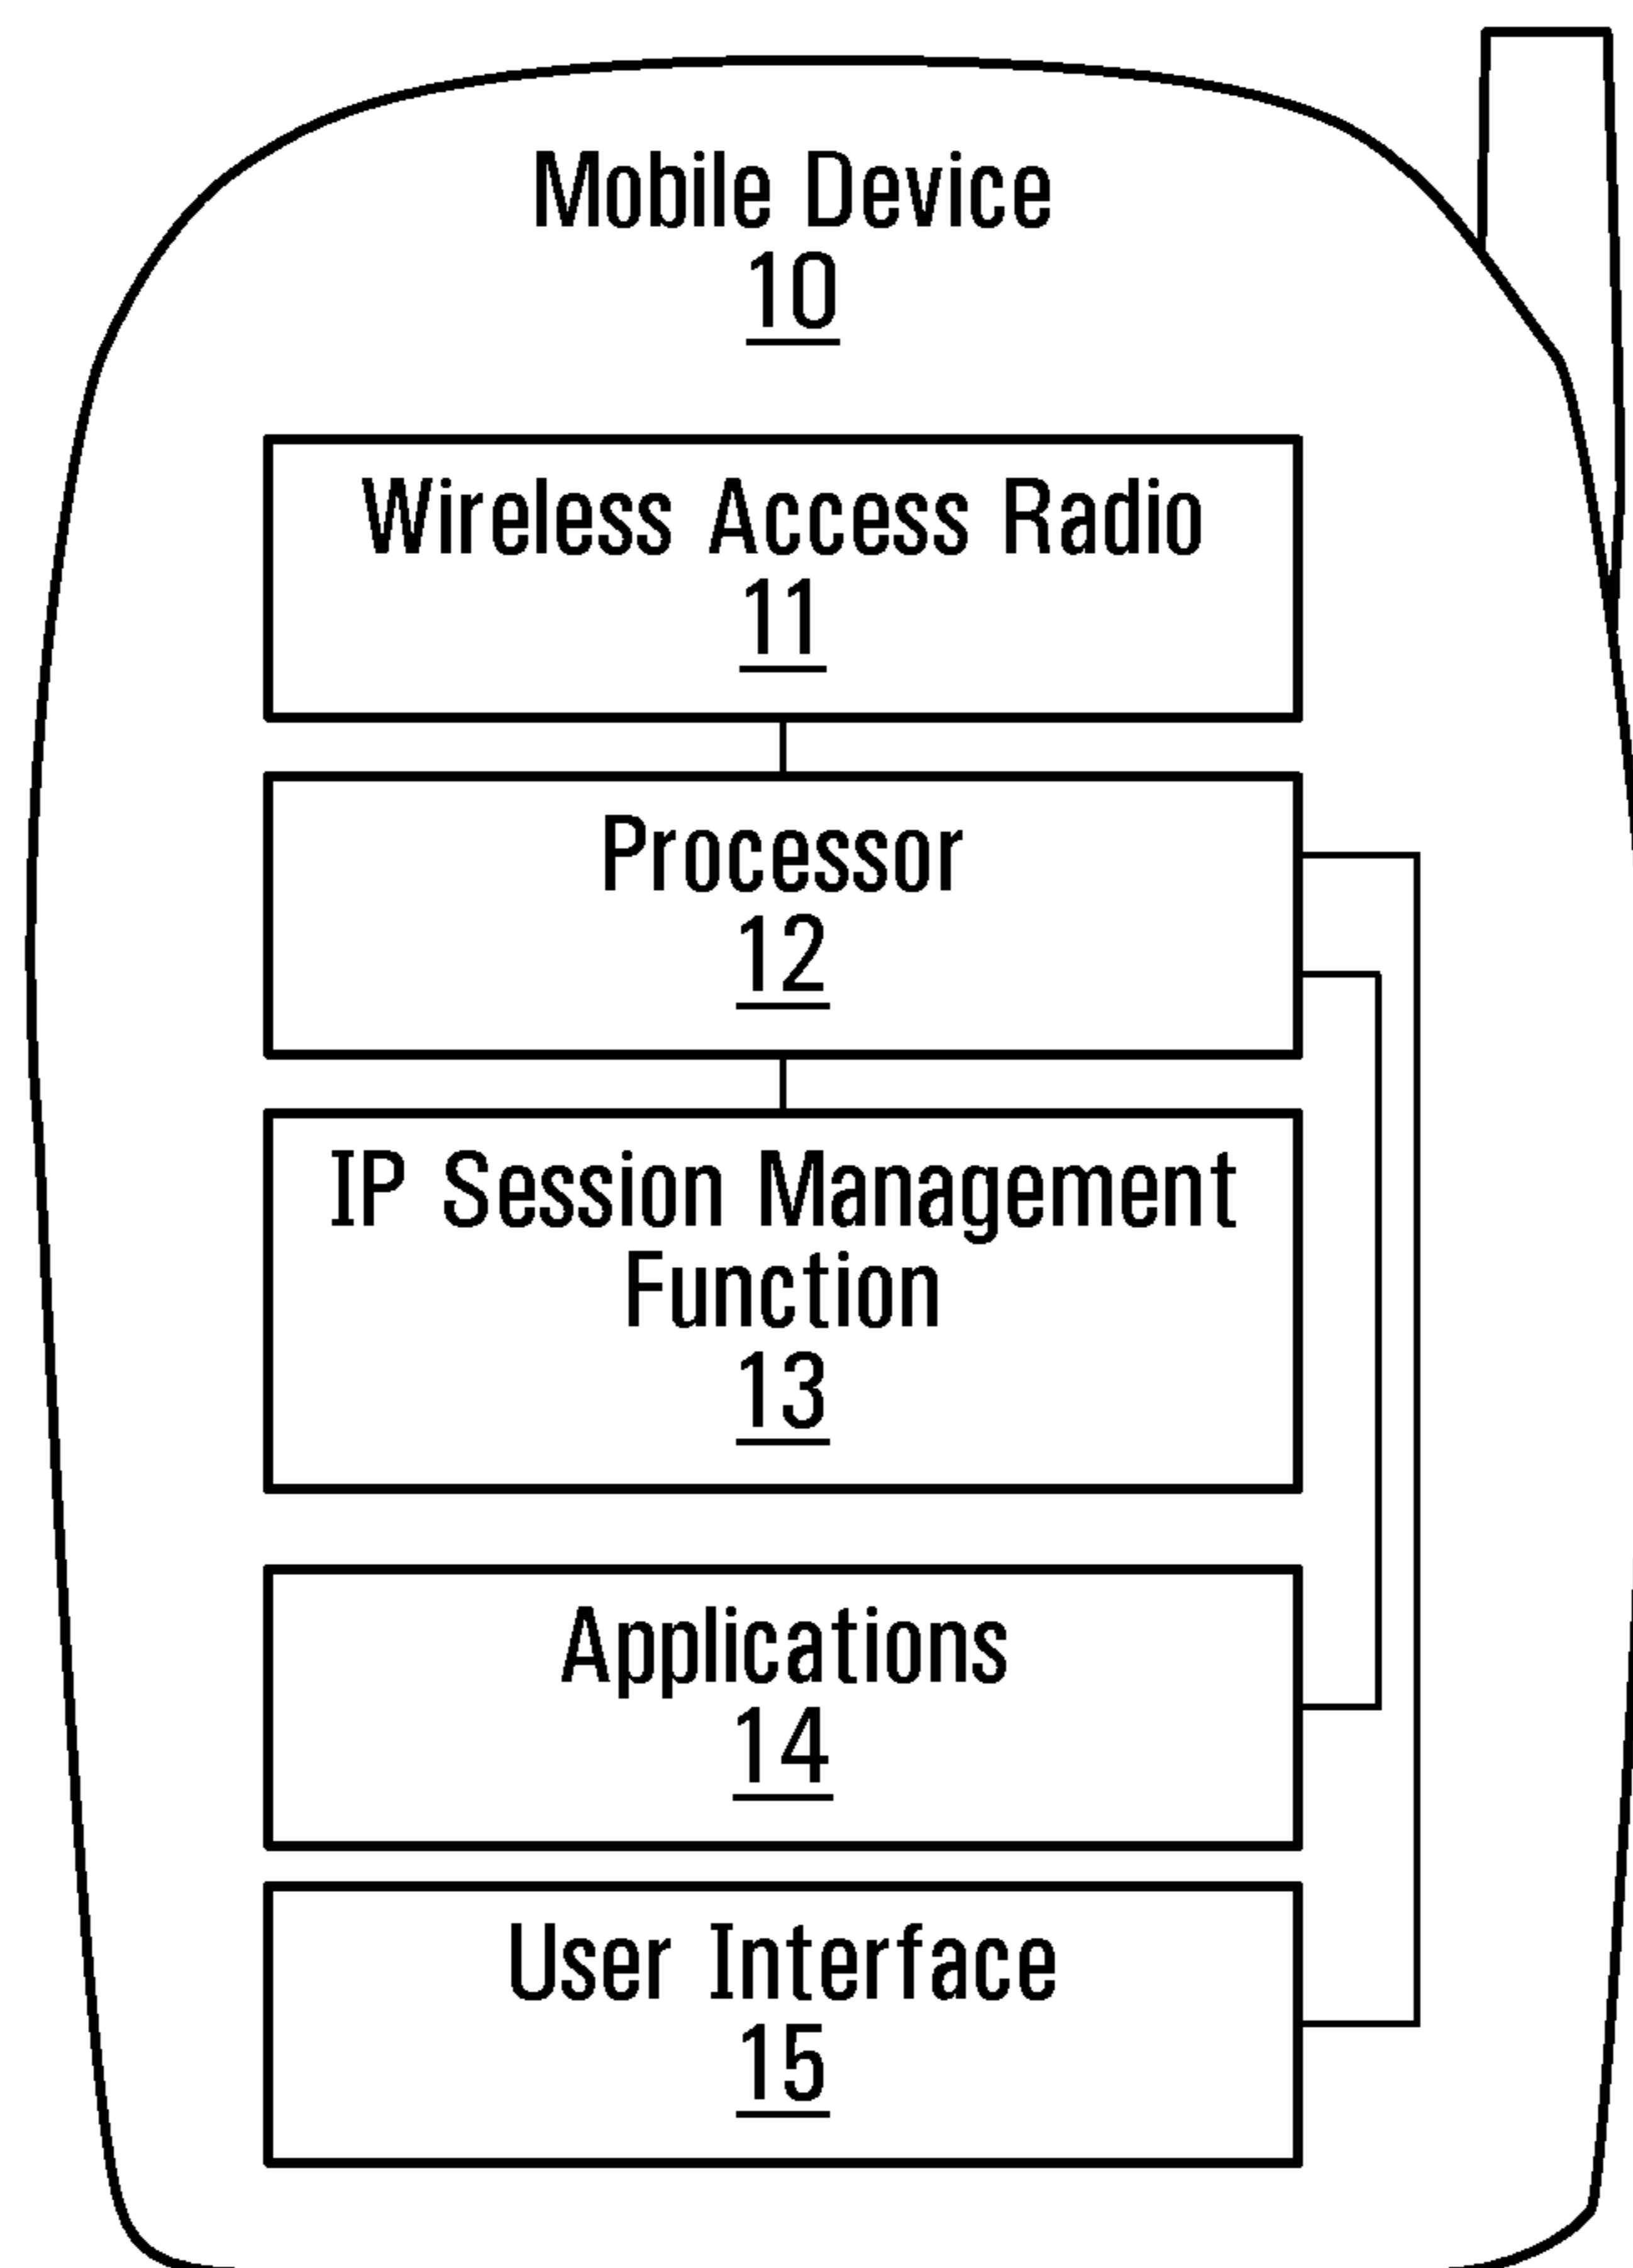 Mobile Device
10
Wireless Access Radio
11
Processor
12
IP Session Management
Function
13
Applications
14
User Interface
15